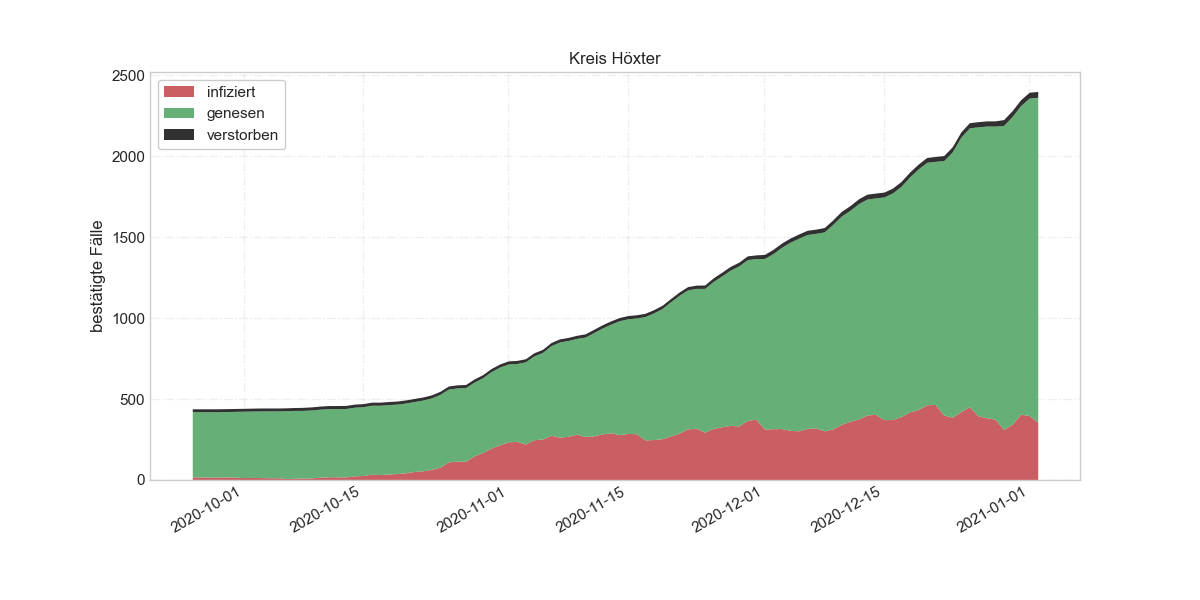 Kreis Höxter
infiziert
genesen
verstorben
bestätigte Fälle
2500
2000
1500
1000
500
0
2020-10-01
2020-10-15
2020-11-01
2020-11-15
2020-12-01
2020-12-15
2021-01-01